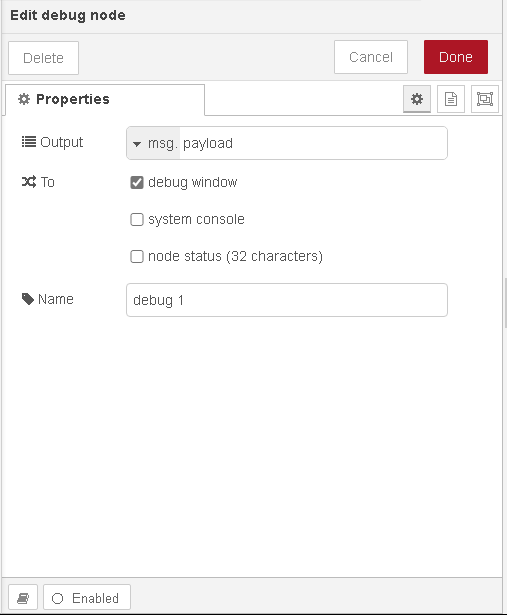 Edit debug node
Delete
Cancel
Done
Properties
Output
msg. payload
To
debug window
system console
node status (32 characters)
Name
debug 1
Enabled